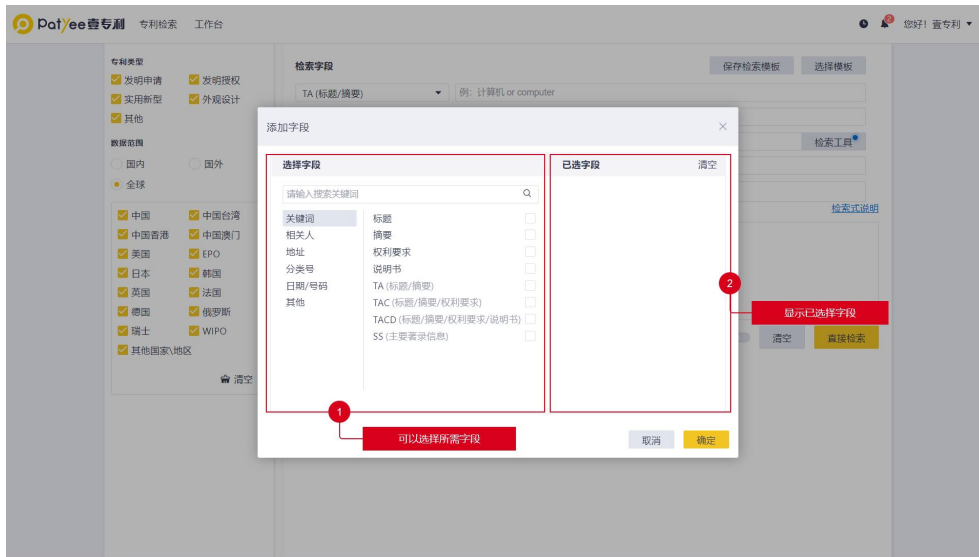 Patyee壹专利 专利检索 工作台 2 您好！壹专利
专利类型
发明申请 发明授权
实用新型 外观设计
其他
数据范围
国内 国外
全球
中国 中国台湾
中国香港 中国澳门
美国 EPO
日本 韩国
英国 法国
德国 俄罗斯
瑞士 WIPO
其他国家\地区
清空
检索字段 保存检索模板 选择模板
TA (标题/摘要) 例：计算机 or computer
检索工具
检索式说明
清空 直接检索
添加字段
选择字段
请输入搜索关键词
关键词
相关人
地址
分类号
日期/号码
其他
标题
摘要
权利要求
说明书
TA (标题/摘要)
TAC (标题/摘要/权利要求)
TACD (标题/摘要/权利要求/说明书)
SS (主要著录信息)
已选字段 清空
1
可以选择所需字段
2
显示已选择字段
取消 确定